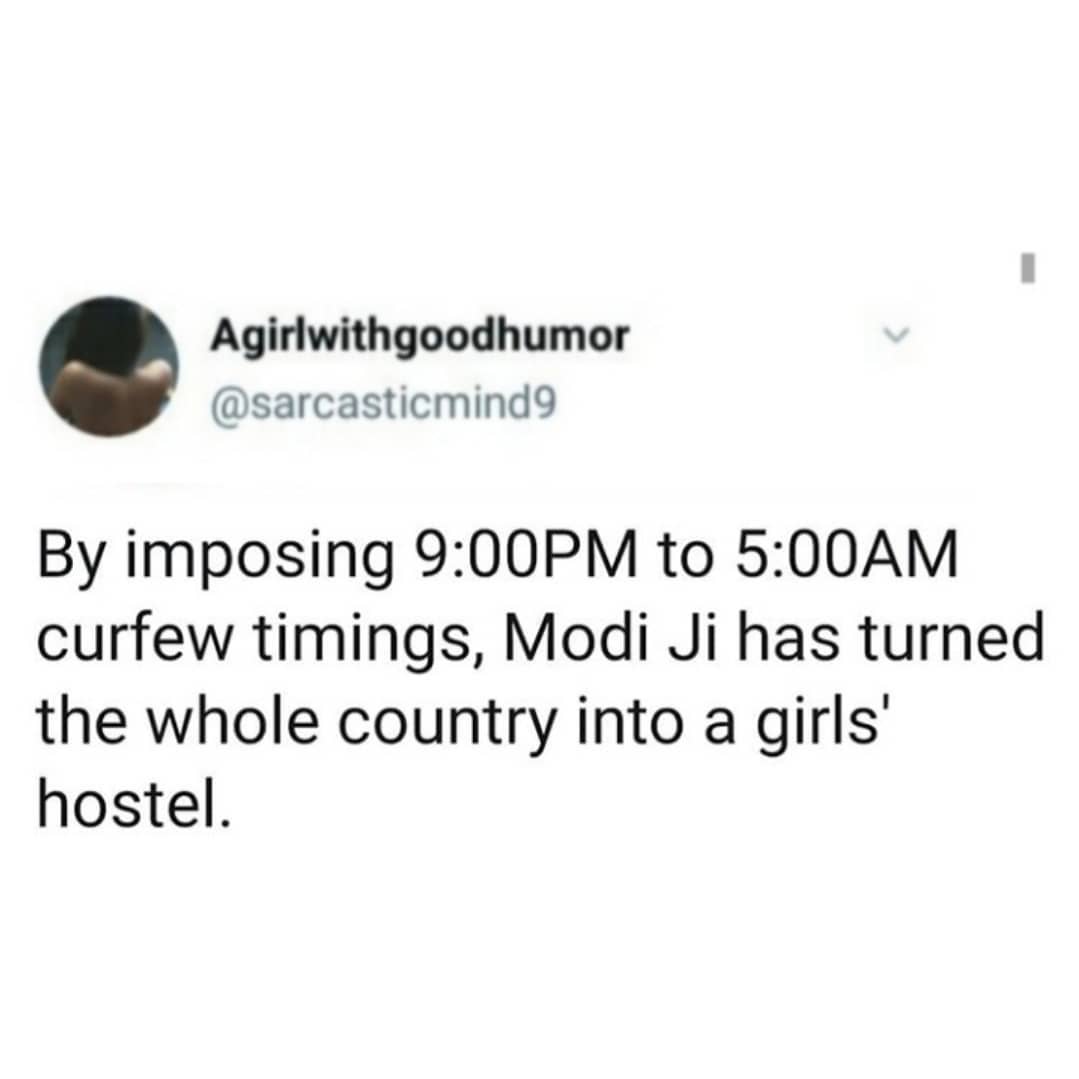 Agirlwithgoodhumor
@sarcasticmind9
By imposing 9:00PM to 5:00AM
curfew timings, Modi Ji has turned
the whole country into a girls'
hostel.